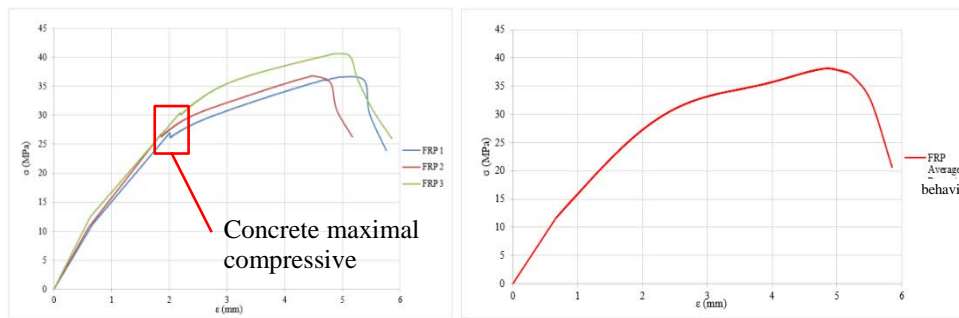 45
40
35
30
25
20
15
10
5
0
σ (MPa)
0 1 2 3 4 5 6
ε (mm)
FRP 1
FRP 2
FRP 3
Concrete maximal
compressive
45
40
35
30
25
20
15
10
5
0
σ (MPa)
0 1 2 3 4 5 6
ε (mm)
FRP
Average
behavi